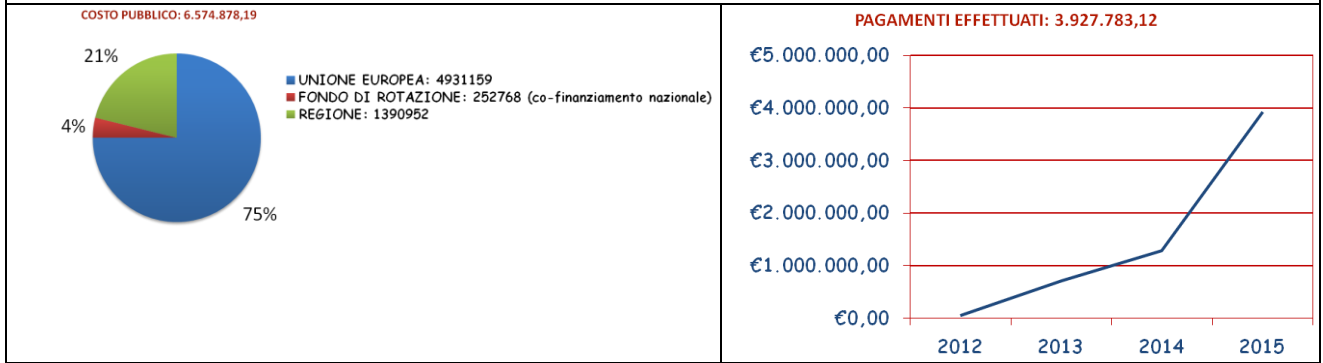 COSTO PUBBLICO: 6.574.878,19
21%
4%
75%
UNIONE EUROPEA: 4931159
FONDO DI ROTAZIONE: 252768 (co-finanziamento nazionale)
REGIONE: 1390952
PAGAMENTI EFFETTUATI: 3.927.783,12
€5.000.000,00
€4.000.000,00
€3.000.000,00
€2.000.000,00
€1.000.000,00
€0,00
2012 2013 2014 2015